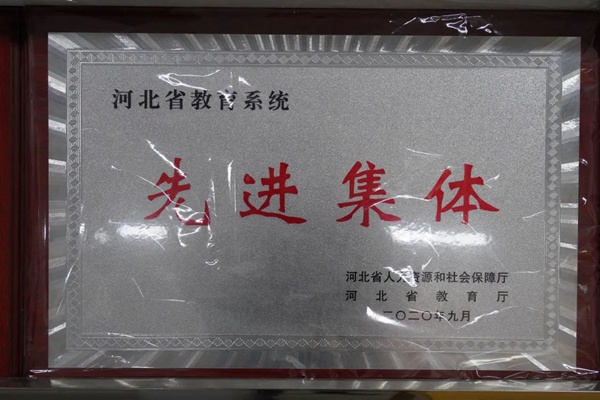 河北省教育系统
先进集体
河北省人力资源和社会保障厅
河北省教育厅
二〇二〇年九月